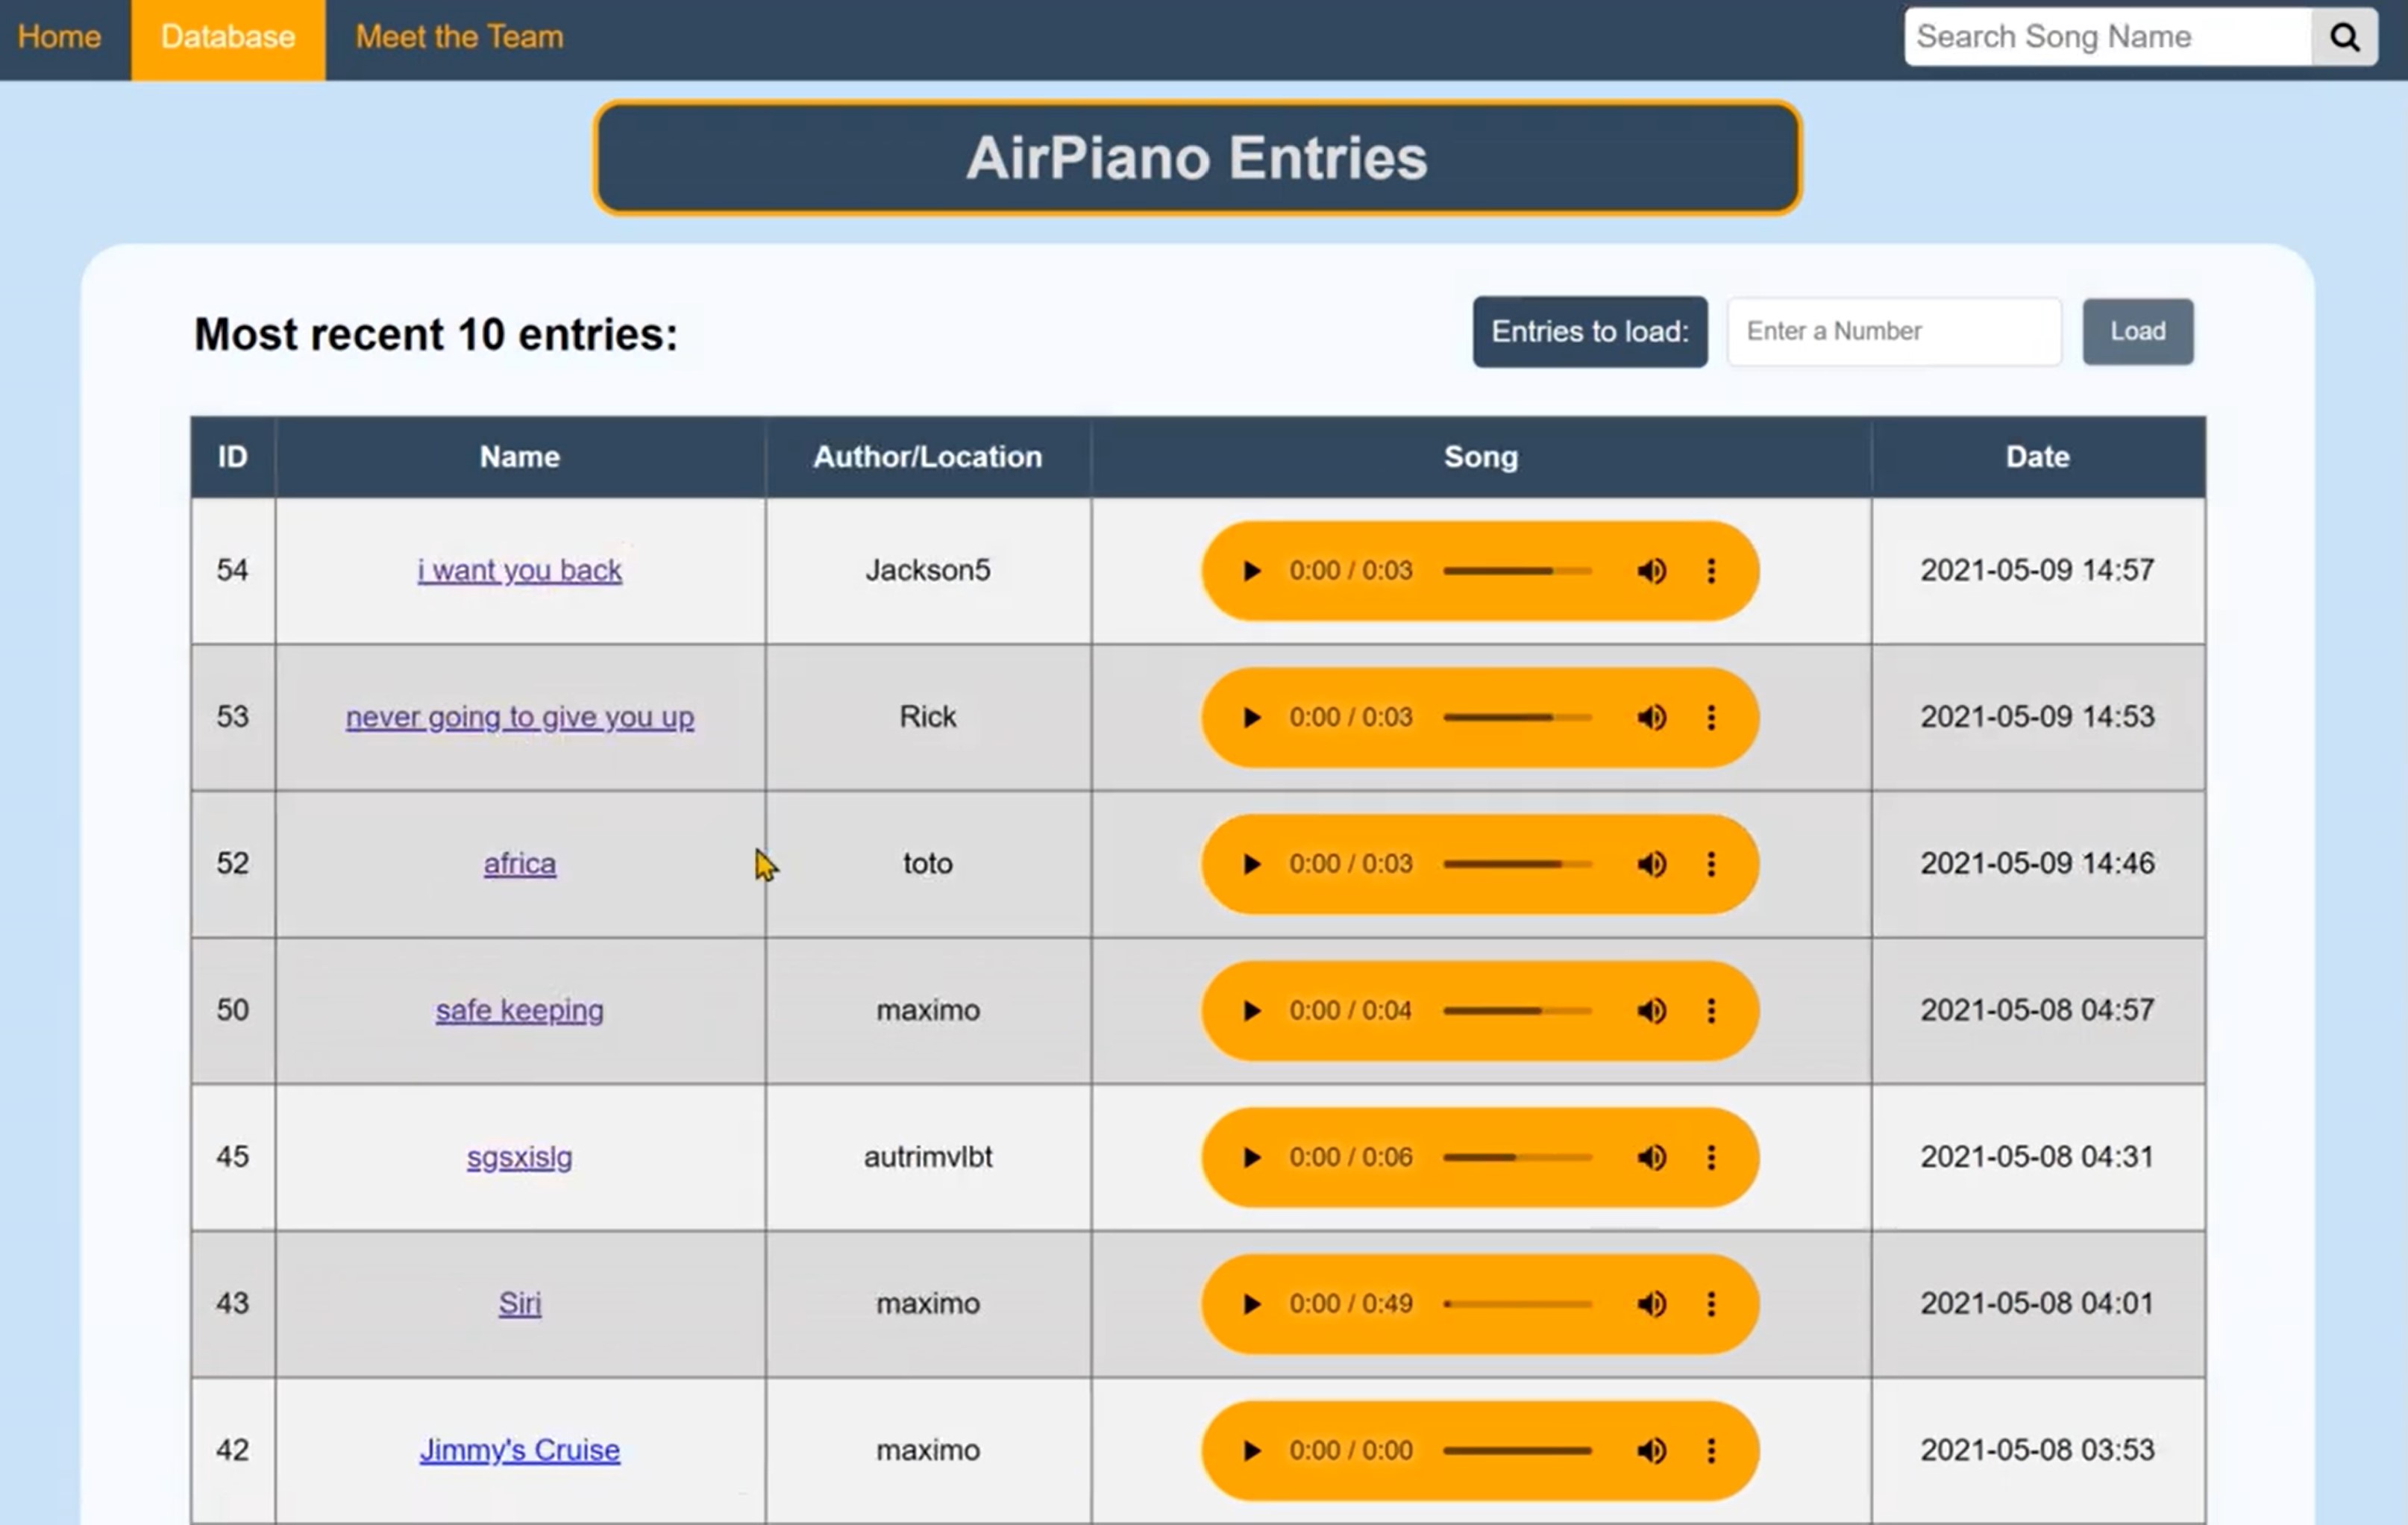 Home Database Meet the Team Search Song Name
AirPiano Entries
Most recent 10 entries: Entries to load: Enter a Number Load
ID Name Author/Location Song Date
54 i want you back Jackson5 0:00 / 0:03 2021-05-09 14:57
53 never going to give you up Rick 0:00 / 0:03 2021-05-09 14:53
52 africa toto 0:00 / 0:03 2021-05-09 14:46
50 safe keeping maximo 0:00 / 0:04 2021-05-08 04:57
45 sgsxislg autrimvlbt 0:00 / 0:06 2021-05-08 04:31
43 Siri maximo 0:00 / 0:49 2021-05-08 04:01
42 Jimmy's Cruise maximo 0:00 / 0:00 2021-05-08 03:53